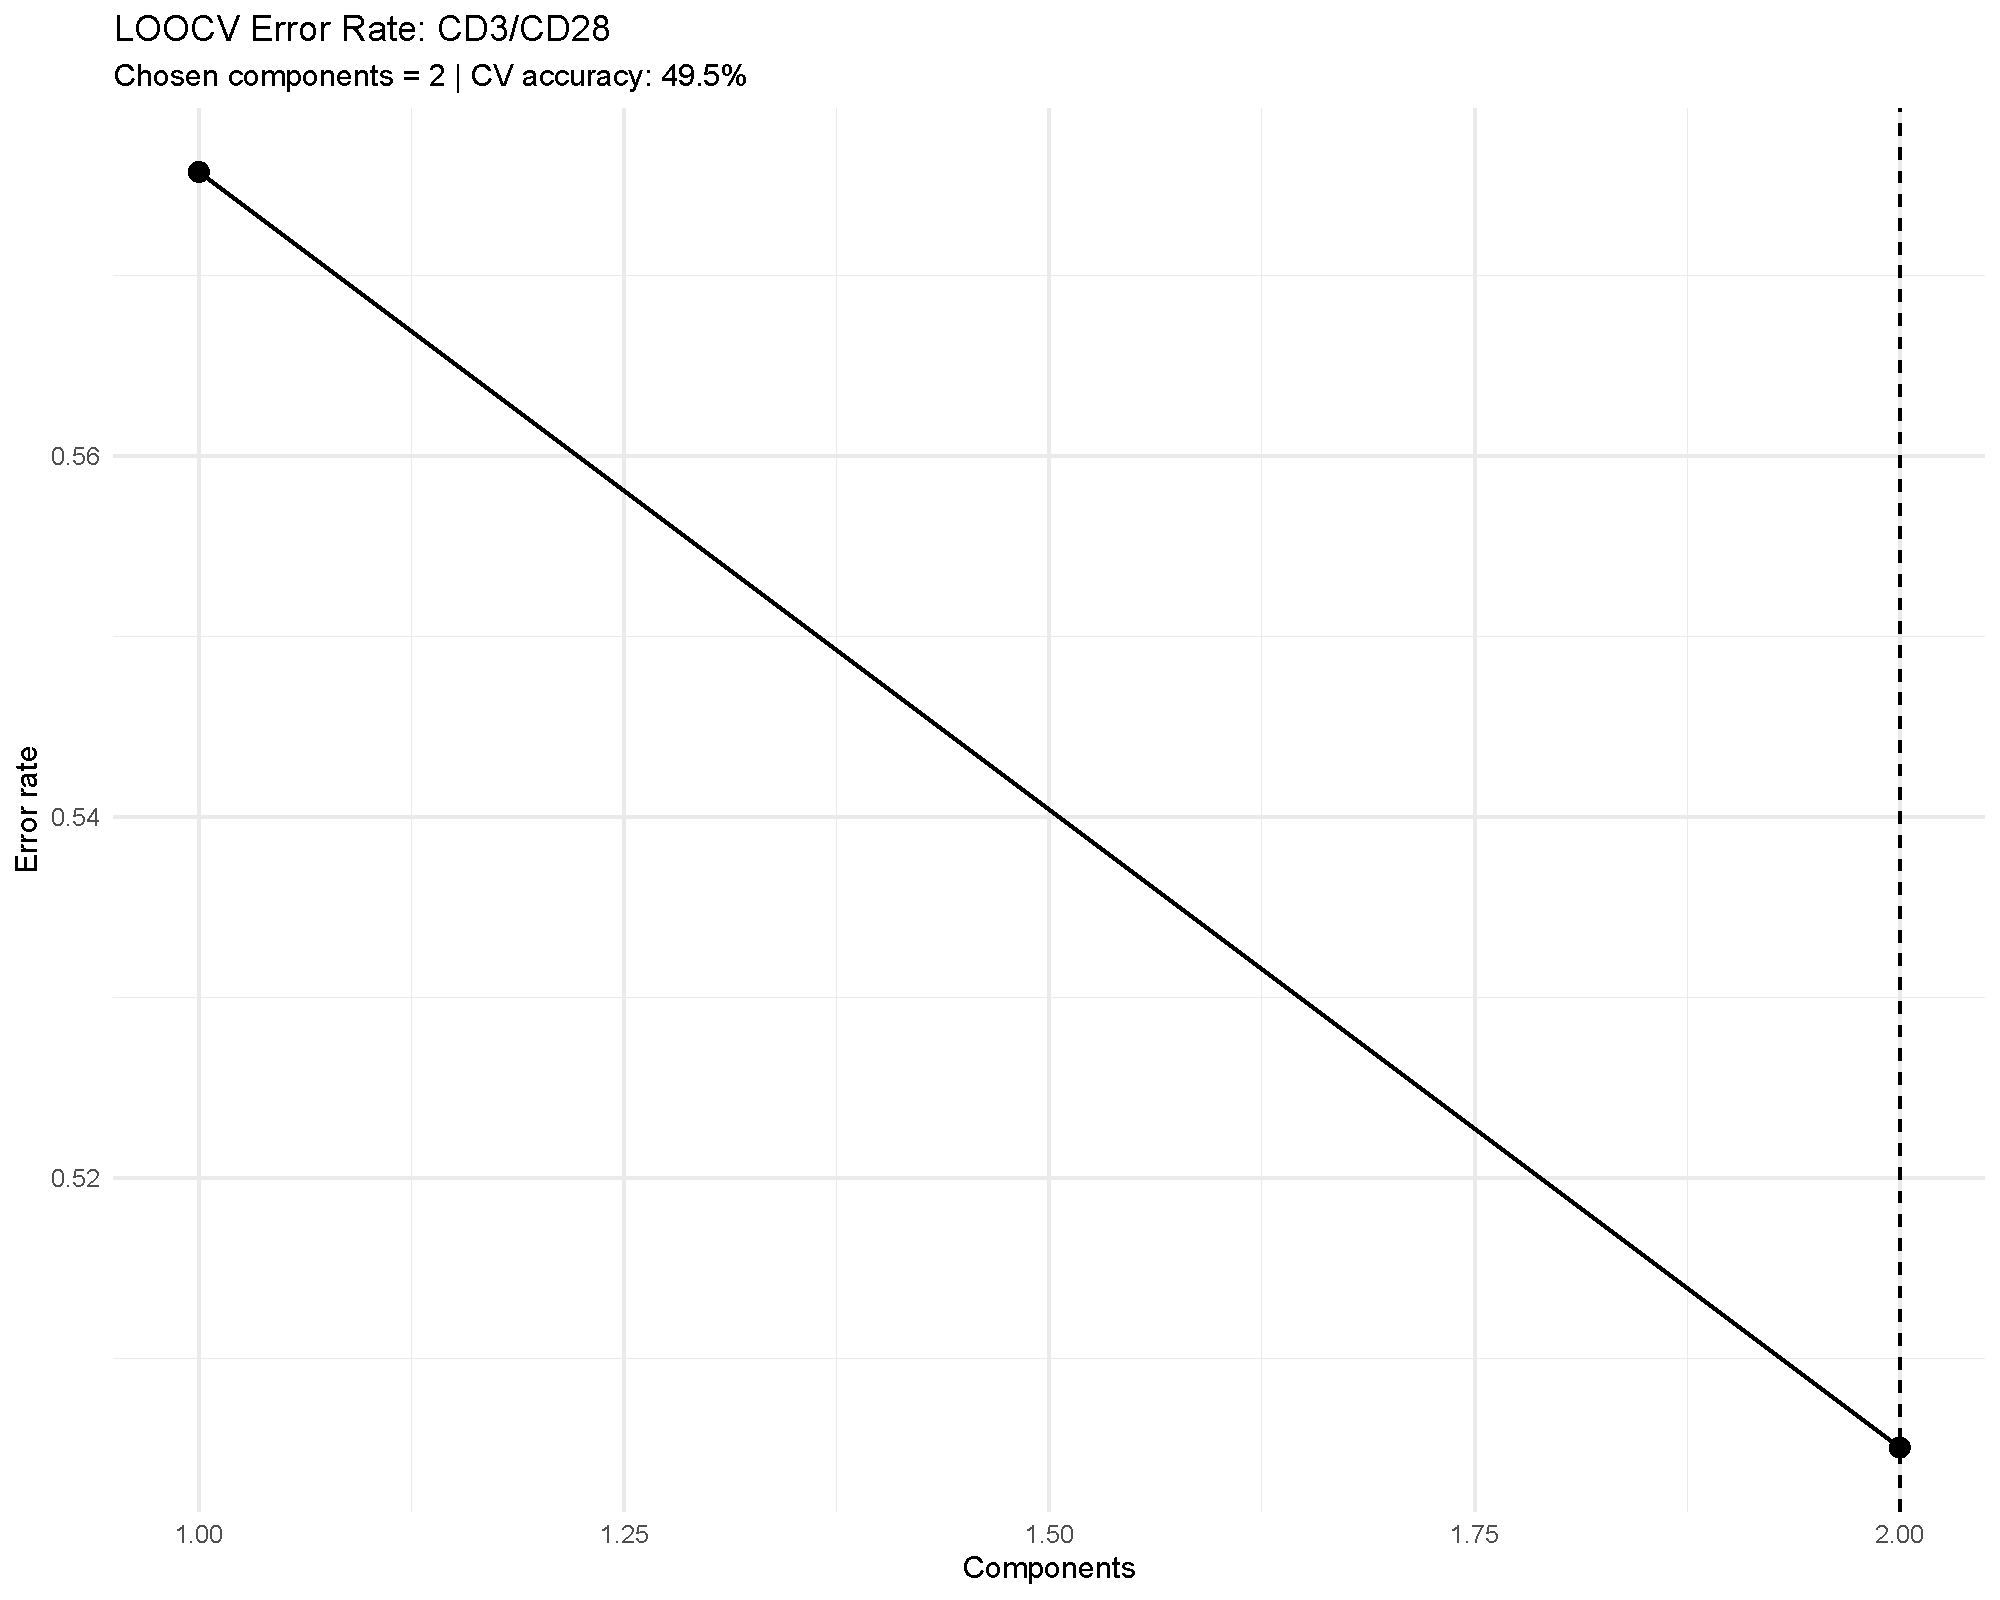 LOOCV Error Rate: CD3/CD28
Chosen components = 2 | CV accuracy: 49.5%
Error rate
0.56
0.54
0.52
1.00 1.25 1.50 1.75 2.00
Components